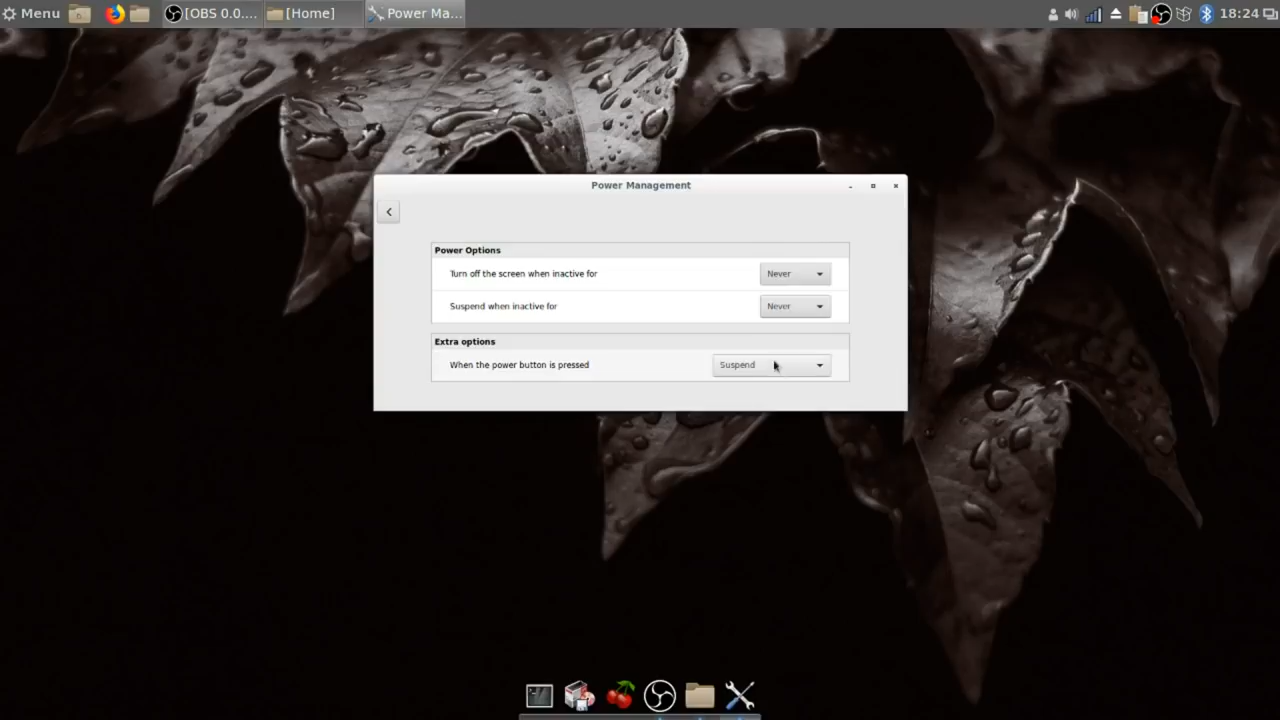 Menu
[OBS 0.0....
[Home]
Power Ma...
18:24
Power Management
Power Options
Turn off the screen when inactive for
Never
Suspend when inactive for
Never
Extra options
When the power button is pressed
Suspend